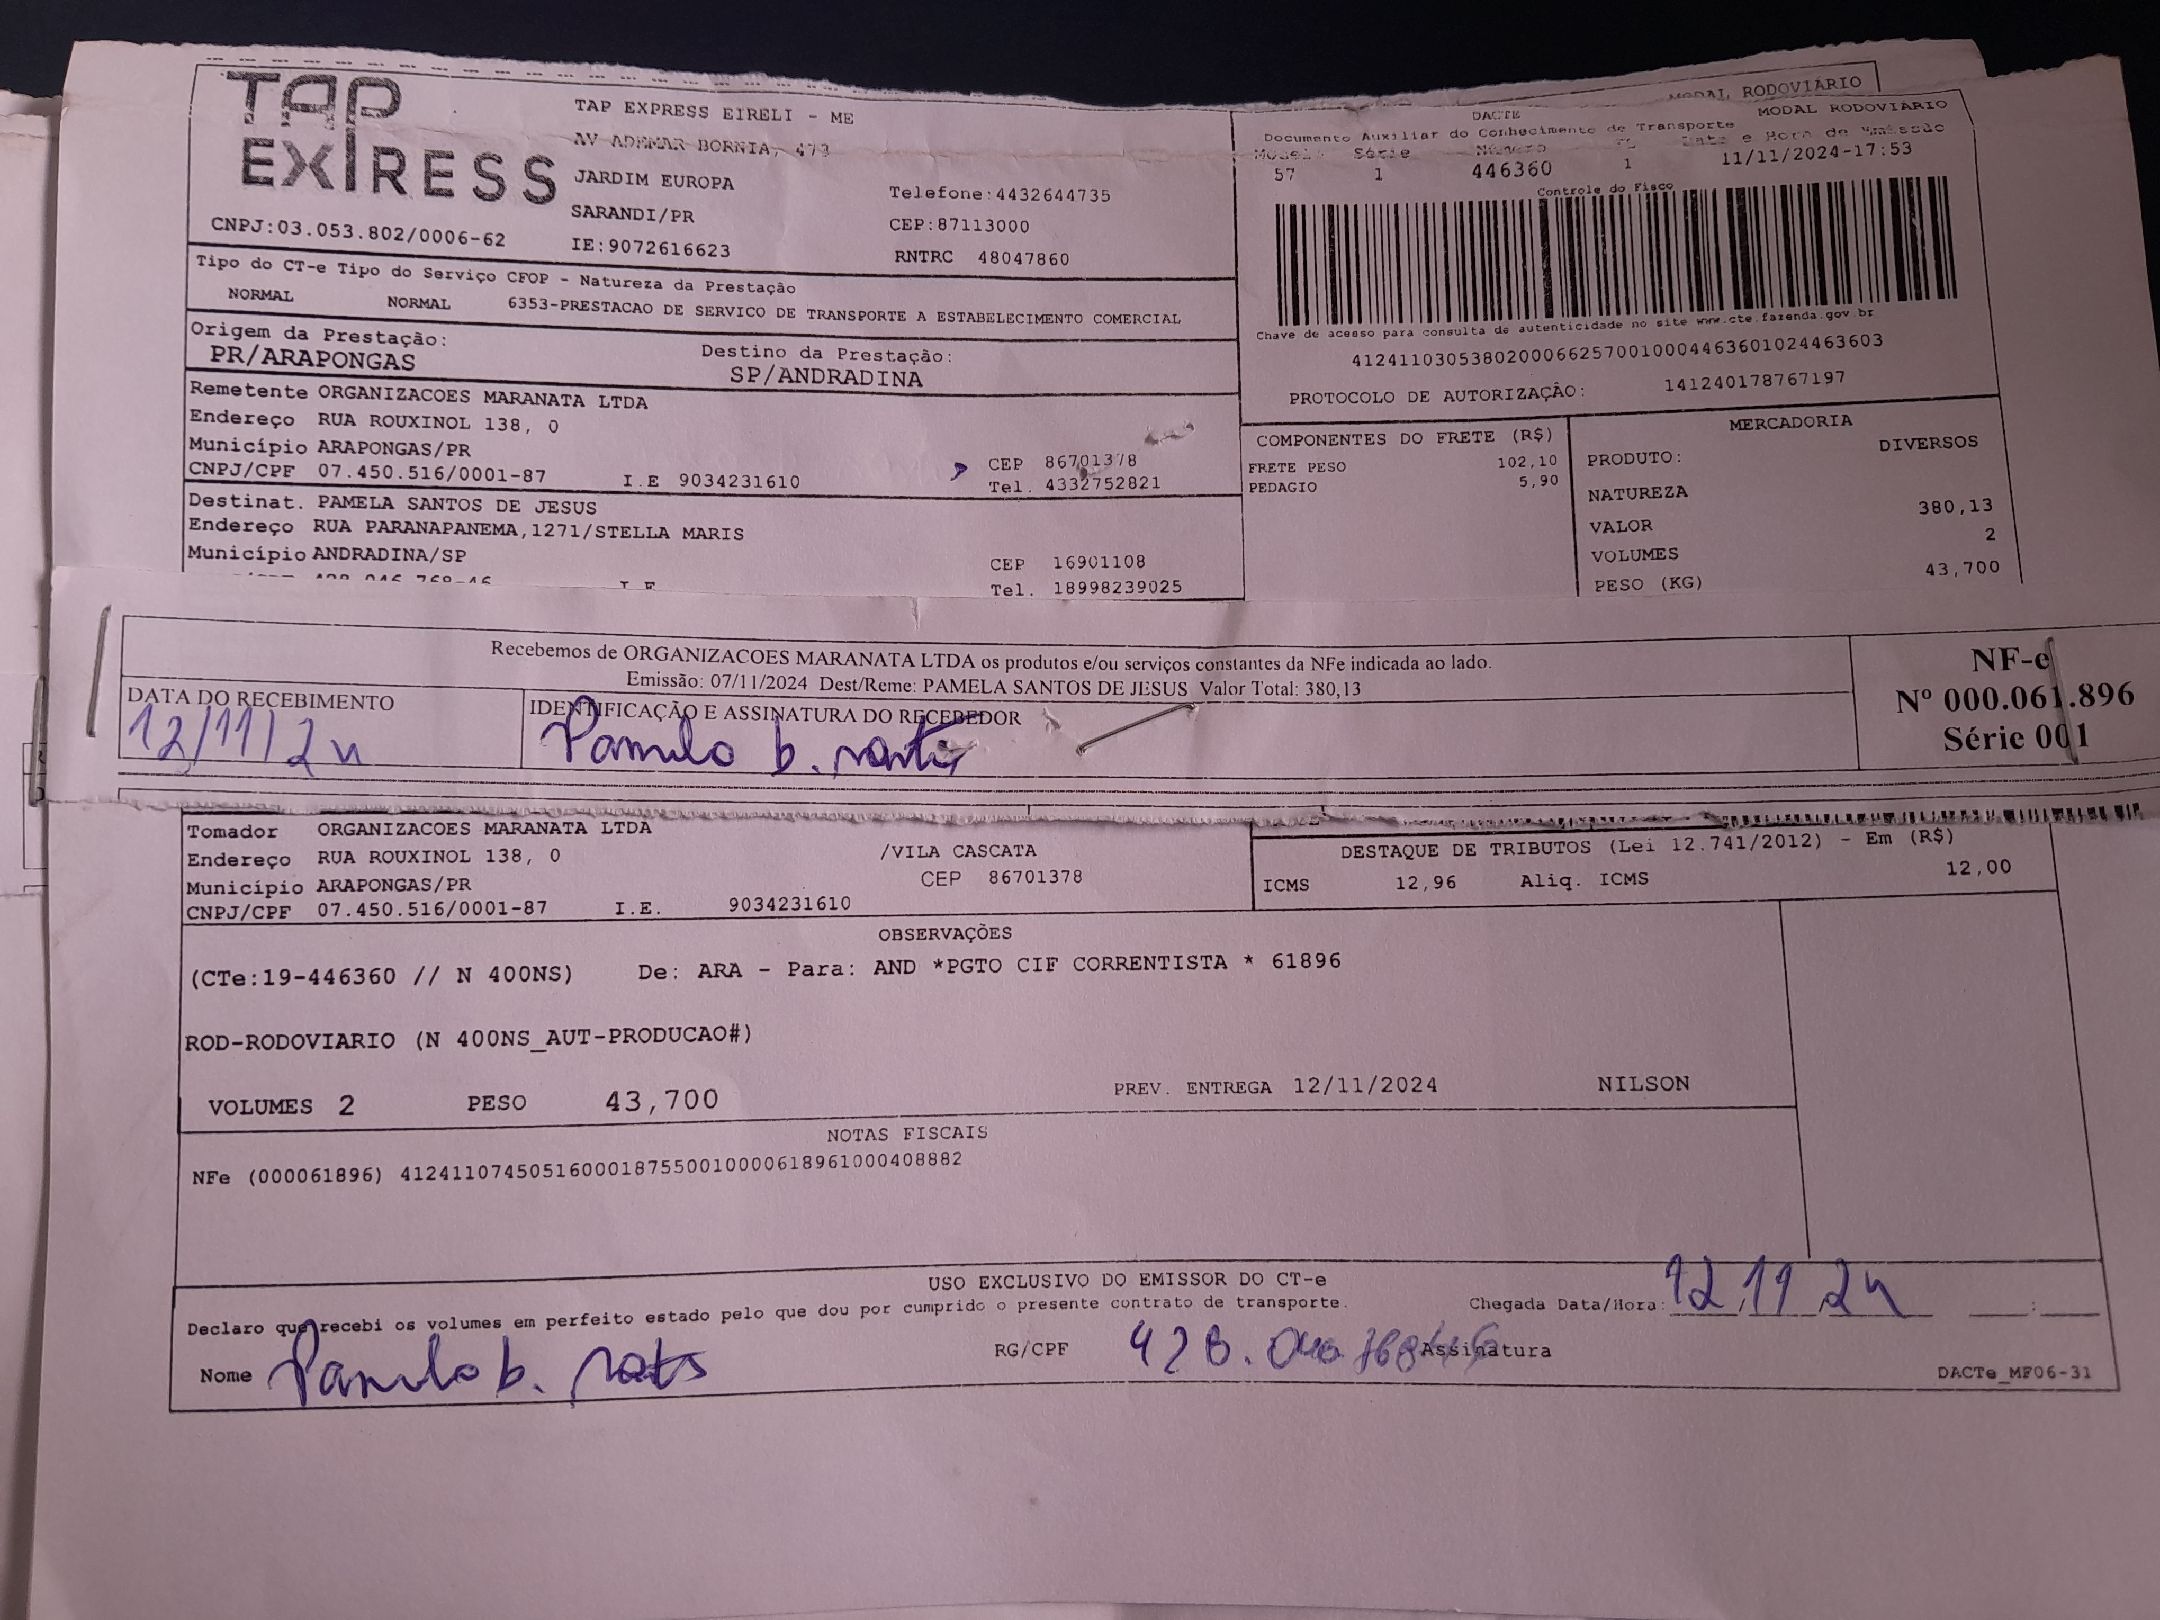 TAP
EXPRESS
TAP EXPRESS EIRELI - ME
AV ADEMAR BORNIA, 473
JARDIM EUROPA
SARANDI/PR
IE:9072616623
Telefone:4432644735
CEP:87113000
RNTRC 48047860
CNPJ:03.053.802/0006-62
MODAL RODOVIÁRIO
DACTE MODAL RODOVIÁRIO
Documento Auxiliar do Conhecimento de Transporte
Modelo Série Número Data e Hora de Emissão
57 1 446360 1 11/11/2024-17:53
Controle do Fisco
Chave de acesso para consulta de autenticidade no site www.cte.fazenda.gov.br
41241103053802000662570010004463601024463603
PROTOCOLO DE AUTORIZAÇÃO: 141240178767197
Tipo do CT-e Tipo do Serviço CFOP - Natureza da Prestação
NORMAL NORMAL 6353-PRESTACAO DE SERVICO DE TRANSPORTE A ESTABELECIMENTO COMERCIAL
Origem da Prestação: Destino da Prestação:
PR/ARAPONGAS SP/ANDRADINA
Remetente ORGANIZACOES MARANATA LTDA
Endereço RUA ROUXINOL 138, 0
Município ARAPONGAS/PR CEP 86701378
CNPJ/CPF 07.450.516/0001-87 I.E 9034231610 Tel. 4332752821
Destinat. PAMELA SANTOS DE JESUS
Endereço RUA PARANAPANEMA,1271/STELLA MARIS
Município ANDRADINA/SP CEP 16901108
I.E Tel. 18998239025
COMPONENTES DO FRETE (R$)
FRETE PESO 102,10
PEDAGIO 5,90
MERCADORIA
PRODUTO: DIVERSOS
NATUREZA
VALOR 380,13
VOLUMES 2
PESO (KG) 43,700
Recebemos de ORGANIZACOES MARANATA LTDA os produtos e/ou serviços constantes da NFe indicada ao lado.
Emissão: 07/11/2024 Dest/Reme: PAMELA SANTOS DE JESUS Valor Total: 380,13
DATA DO RECEBIMENTO
12/11/24
IDENTIFICAÇÃO E ASSINATURA DO RECEBEDOR
NF-e
Nº 000.061.896
Série 001
Tomador ORGANIZACOES MARANATA LTDA
Endereço RUA ROUXINOL 138, 0 /VILA CASCATA
Município ARAPONGAS/PR CEP 86701378
CNPJ/CPF 07.450.516/0001-87 I.E. 9034231610
DESTAQUE DE TRIBUTOS (Lei 12.741/2012) - Em (R$)
ICMS 12,96 Aliq. ICMS 12,00
OBSERVAÇÕES
(CTe:19-446360 // N 400NS) De: ARA - Para: AND *PGTO CIF CORRENTISTA * 61896
ROD-RODOVIARIO (N 400NS_AUT-PRODUCAO#)
VOLUMES 2 PESO 43,700 PREV. ENTREGA 12/11/2024 NILSON
NOTAS FISCAIS
NFe (000061896) 41241107450516000187550010000618961000408882
USO EXCLUSIVO DO EMISSOR DO CT-e
Declaro que recebi os volumes em perfeito estado pelo que dou por cumprido o presente contrato de transporte.
Chegada Data/Hora: 12/11/24 __:__
Nome RG/CPF Assinatura
DACTe_MF06-31